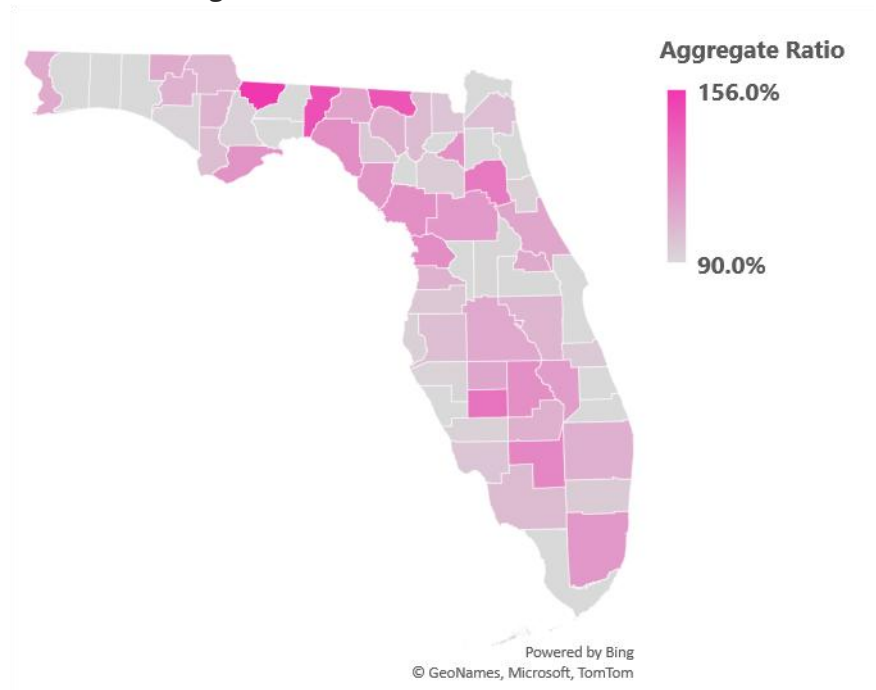 Aggregate Ratio
156.0%
90.0%
Powered by Bing
© GeoNames, Microsoft, TomTom